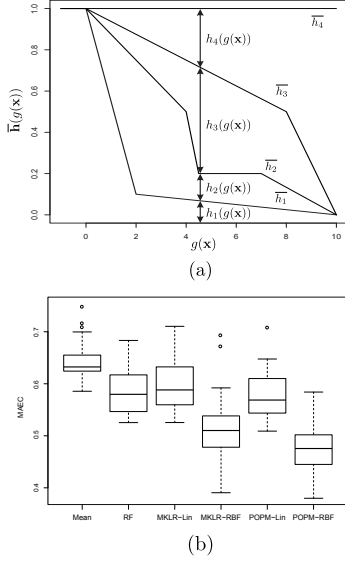 1.0
0.8
0.6
0.4
0.2
0.0
h̄(g(x))
h̄₄
h₄(g(x))
h̄₃
h₃(g(x))
h̄₂
h₂(g(x))
h̄₁
h₁(g(x))
0 2 4 6 8 10
g(x)
(a)
0.7
0.6
0.5
0.4
MAEC
Mean RF MKLR−Lin MKLR−RBF POPM−Lin POPM−RBF
(b)